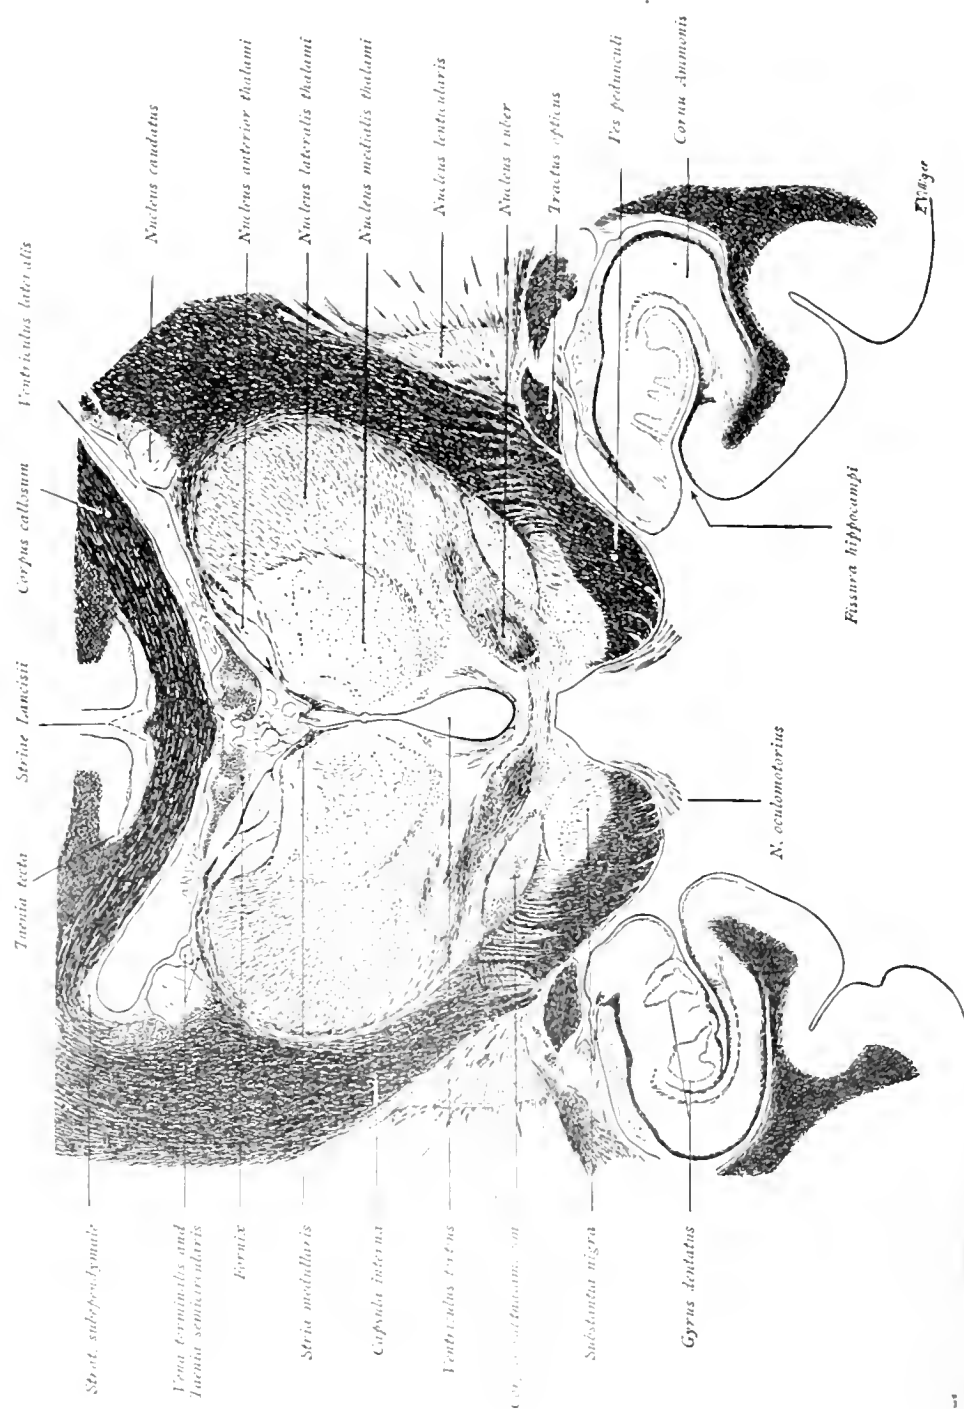 Taenia tecta
Striae Lancisii
Corpus callosum
Ventriculus lateralis
Nucleus caudatus
Nucleus anterior thalami
Nucleus lateralis thalami
Nucleus medialis thalami
Nucleus lenticularis
Nucleus ruber
Tractus opticus
Pes pedunculi
Cornu Ammonis
E.Villiger
Fissura hippocampi
N. oculomotorius
Strat. subependymale
Vena terminalis and
Taenia semicircularis
Fornix
Stria medullaris
Capsula interna
Ventriculus tertius
Substantia nigra
Gyrus dentatus